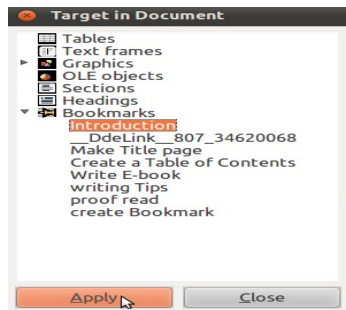 Target in Document
Tables
Text frames
Graphics
OLE objects
Sections
Headings
Bookmarks
Introduction
__DdeLink__807_34620068
Make Title page
Create a Table of Contents
Write E-book
writing Tips
proof read
create Bookmark
Apply Close